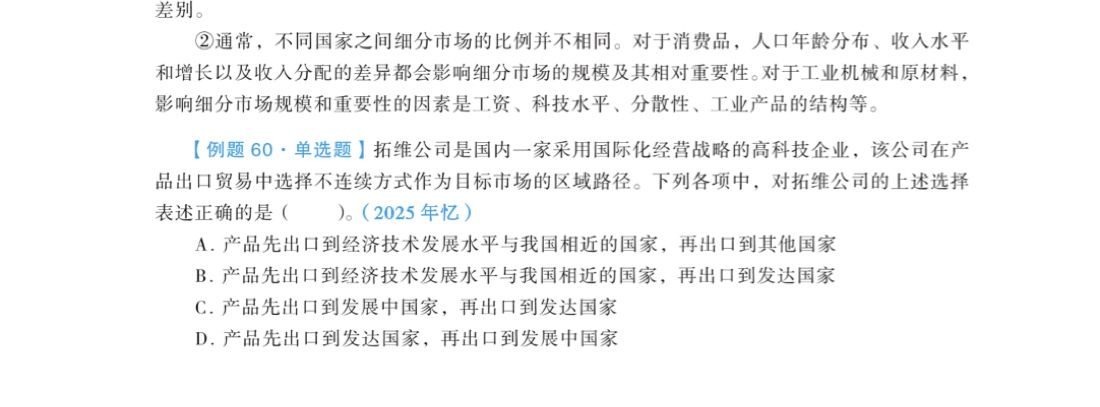 差别。
②通常，不同国家之间细分市场的比例并不相同。对于消费品，人口年龄分布、收入水平
和增长以及收入分配的差异都会影响细分市场的规模及其相对重要性。对于工业机械和原材料，
影响细分市场规模和重要性的因素是工资、科技水平、分散性、工业产品的结构等。
【例题 60·单选题】拓维公司是国内一家采用国际化经营战略的高科技企业，该公司在产
品出口贸易中选择不连续方式作为目标市场的区域路径。下列各项中，对拓维公司的上述选择
表述正确的是（　　）。（2025 年忆）
A. 产品先出口到经济技术发展水平与我国相近的国家，再出口到其他国家
B. 产品先出口到经济技术发展水平与我国相近的国家，再出口到发达国家
C. 产品先出口到发展中国家，再出口到发达国家
D. 产品先出口到发达国家，再出口到发展中国家